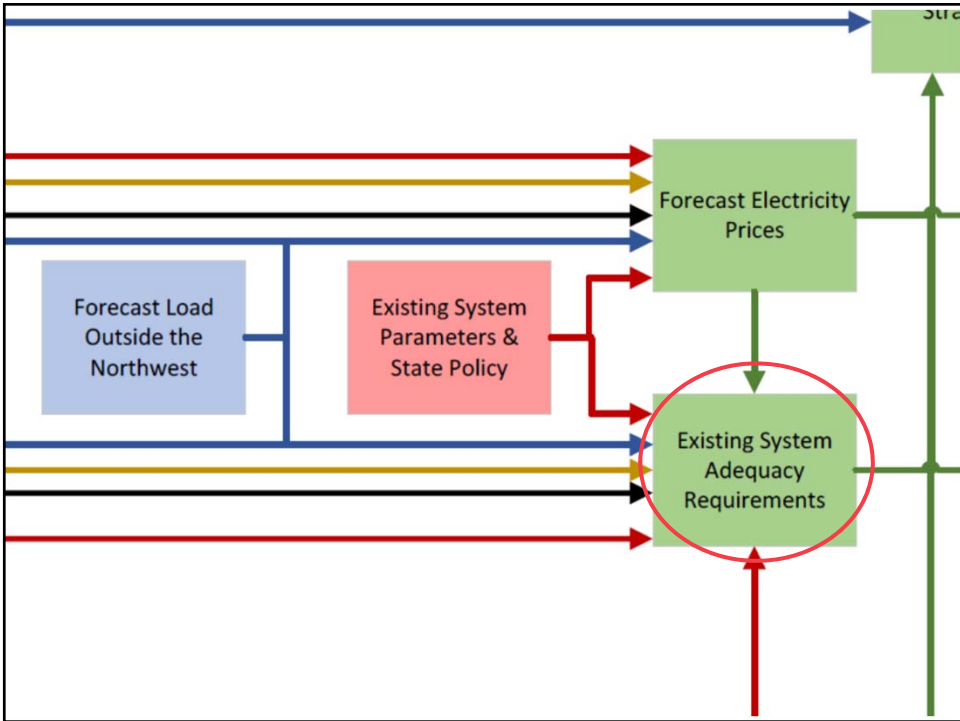 Forecast Electricity
Prices
Forecast Load
Outside the
Northwest
Existing System
Parameters &
State Policy
Existing System
Adequacy
Requirements